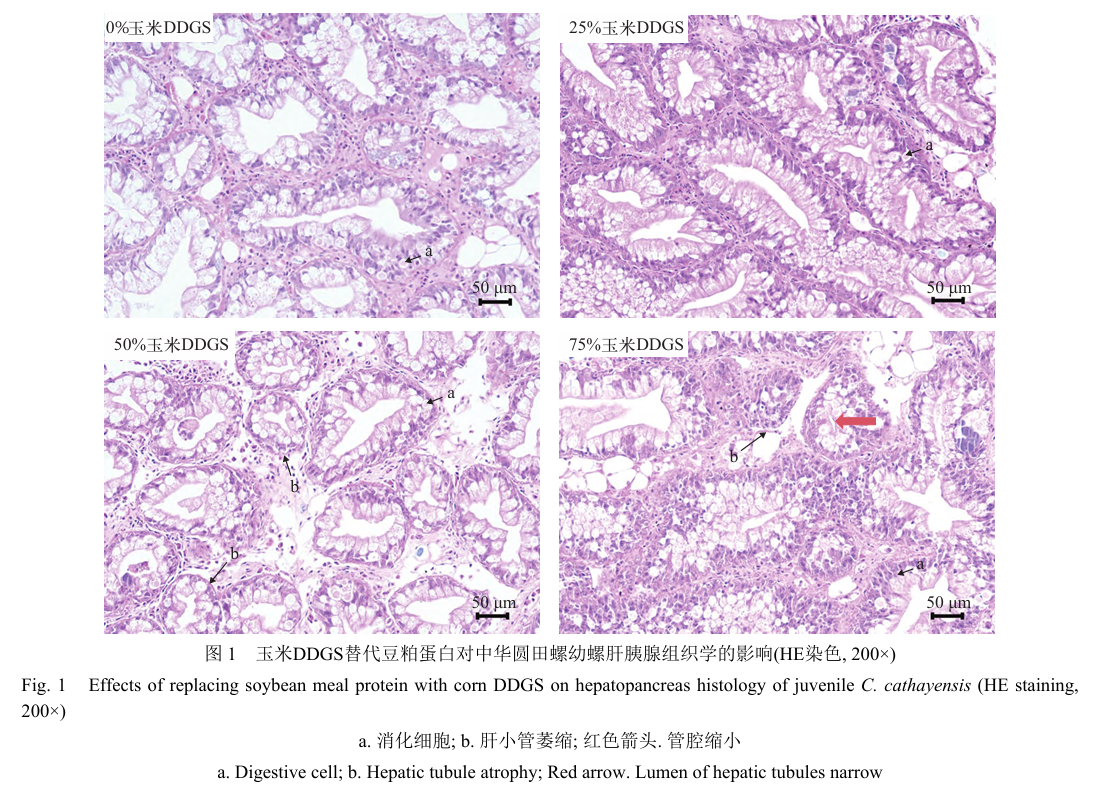 0%玉米DDGS
25%玉米DDGS
a
a
50 μm
50 μm
50%玉米DDGS
75%玉米DDGS
a
b
b
b
a
50 μm
50 μm
图 1 玉米DDGS替代豆粕蛋白对中华圆田螺幼螺肝胰腺组织学的影响(HE染色, 200×)
Fig. 1 Effects of replacing soybean meal protein with corn DDGS on hepatopancreas histology of juvenile C. cathayensis (HE staining,
200×)
a. 消化细胞; b. 肝小管萎缩; 红色箭头. 管腔缩小
a. Digestive cell; b. Hepatic tubule atrophy; Red arrow. Lumen of hepatic tubules narrow